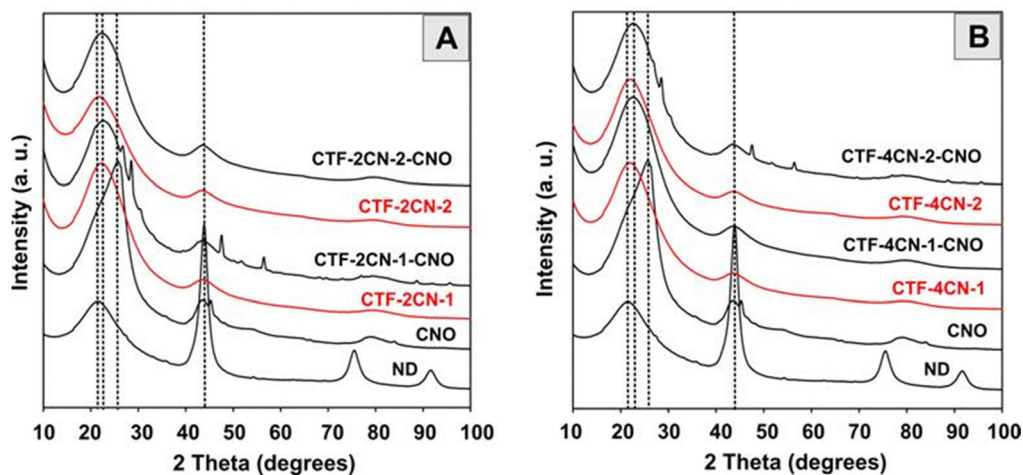 A
Intensity (a. u.)
CTF-2CN-2-CNO
CTF-2CN-2
CTF-2CN-1-CNO
CTF-2CN-1
CNO
ND
10 20 30 40 50 60 70 80 90 100
2 Theta (degrees)
B
Intensity (a. u.)
CTF-4CN-2-CNO
CTF-4CN-2
CTF-4CN-1-CNO
CTF-4CN-1
CNO
ND
10 20 30 40 50 60 70 80 90 100
2 Theta (degrees)